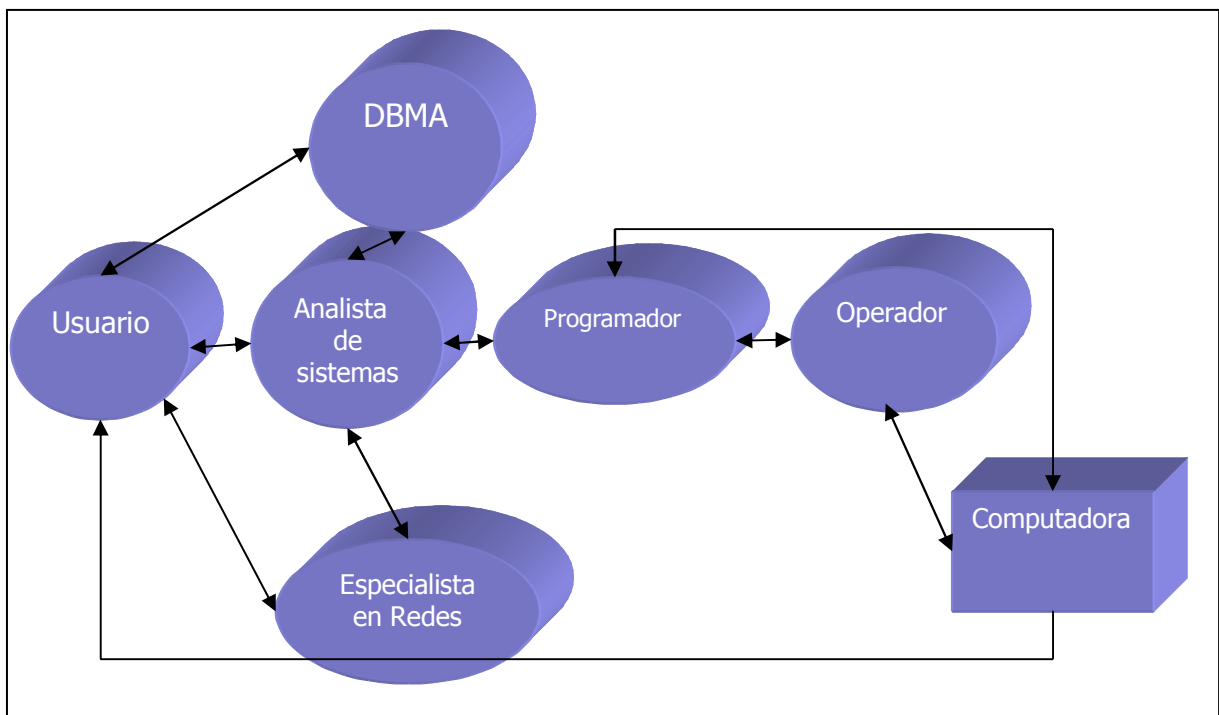 DBMA
Usuario
Analista
de
sistemas
Programador
Operador
Computadora
Especialista
en Redes